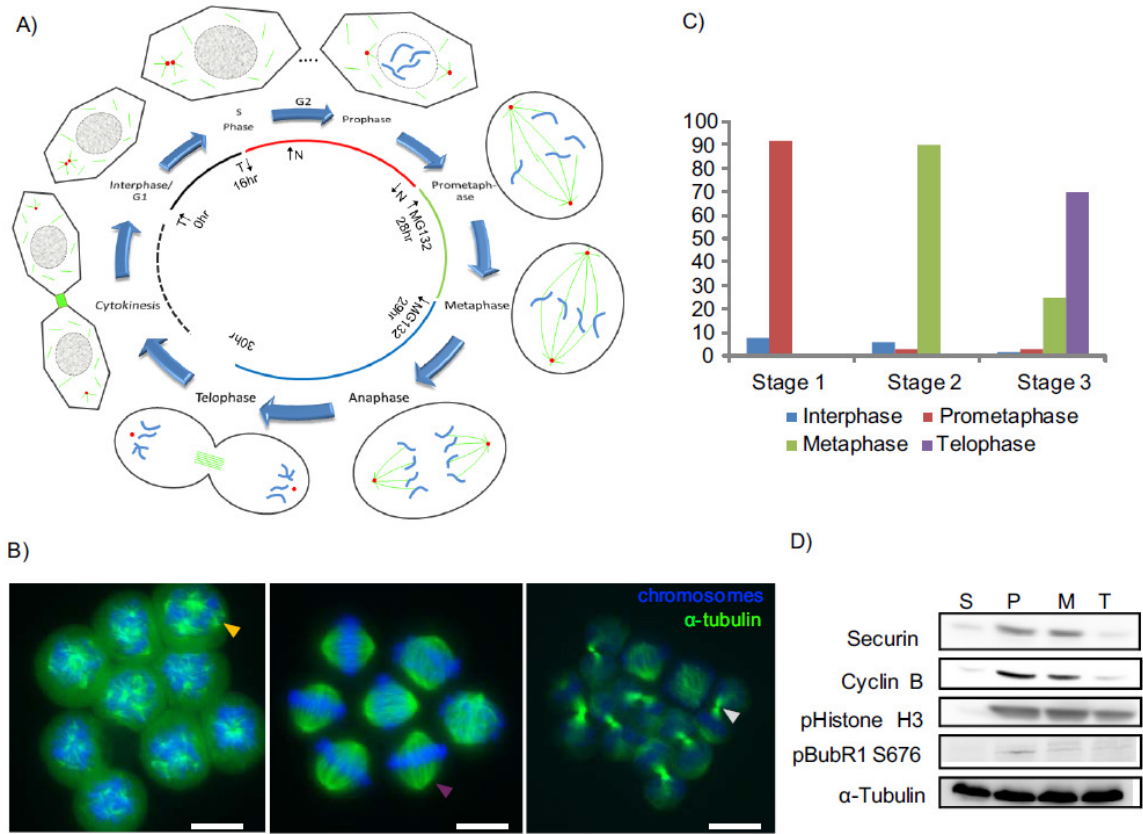 A)
S
Phase
G2
....
Prophase
Prometaph-
ase
Metaphase
Anaphase
Telophase
Cytokinesis
Interphase/
G1
T↑
0hr
T↓
16hr
↑N
↓N
↑MG132
28hr
↓MG132
29hr
30hr
C)
100
90
80
70
60
50
40
30
20
10
0
Stage 1 Stage 2 Stage 3
Interphase Prometaphase
Metaphase Telophase
B)
chromosomes
α-tubulin
D)
S P M T
Securin
Cyclin B
pHistone H3
pBubR1 S676
α-Tubulin